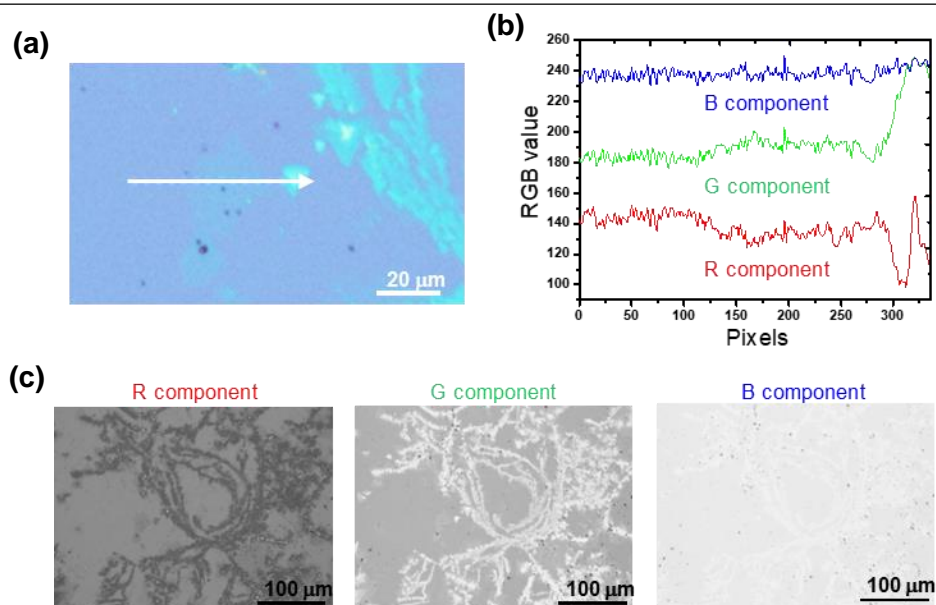 (a)
20 μm
(b)
260
240
220
200
180
160
140
120
100
RGB value
B component
G component
R component
0
50
100
150
200
250
300
Pixels
(c)
R component
G component
B component
100 μm
100 μm
100 μm